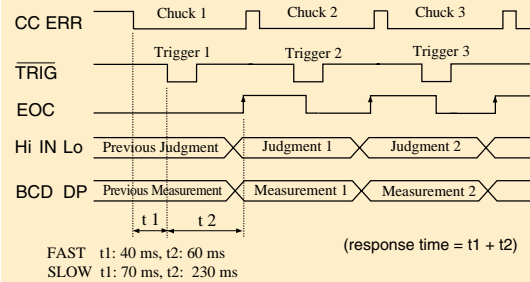 CC ERR Chuck 1 Chuck 2 Chuck 3
TRIG Trigger 1 Trigger 2 Trigger 3
EOC
Hi IN Lo Previous Judgment Judgment 1 Judgment 2
BCD DP Previous Measurement Measurement 1 Measurement 2
t 1 t 2
FAST t1: 40 ms, t2: 60 ms (response time = t1 + t2)
SLOW t1: 70 ms, t2: 230 ms